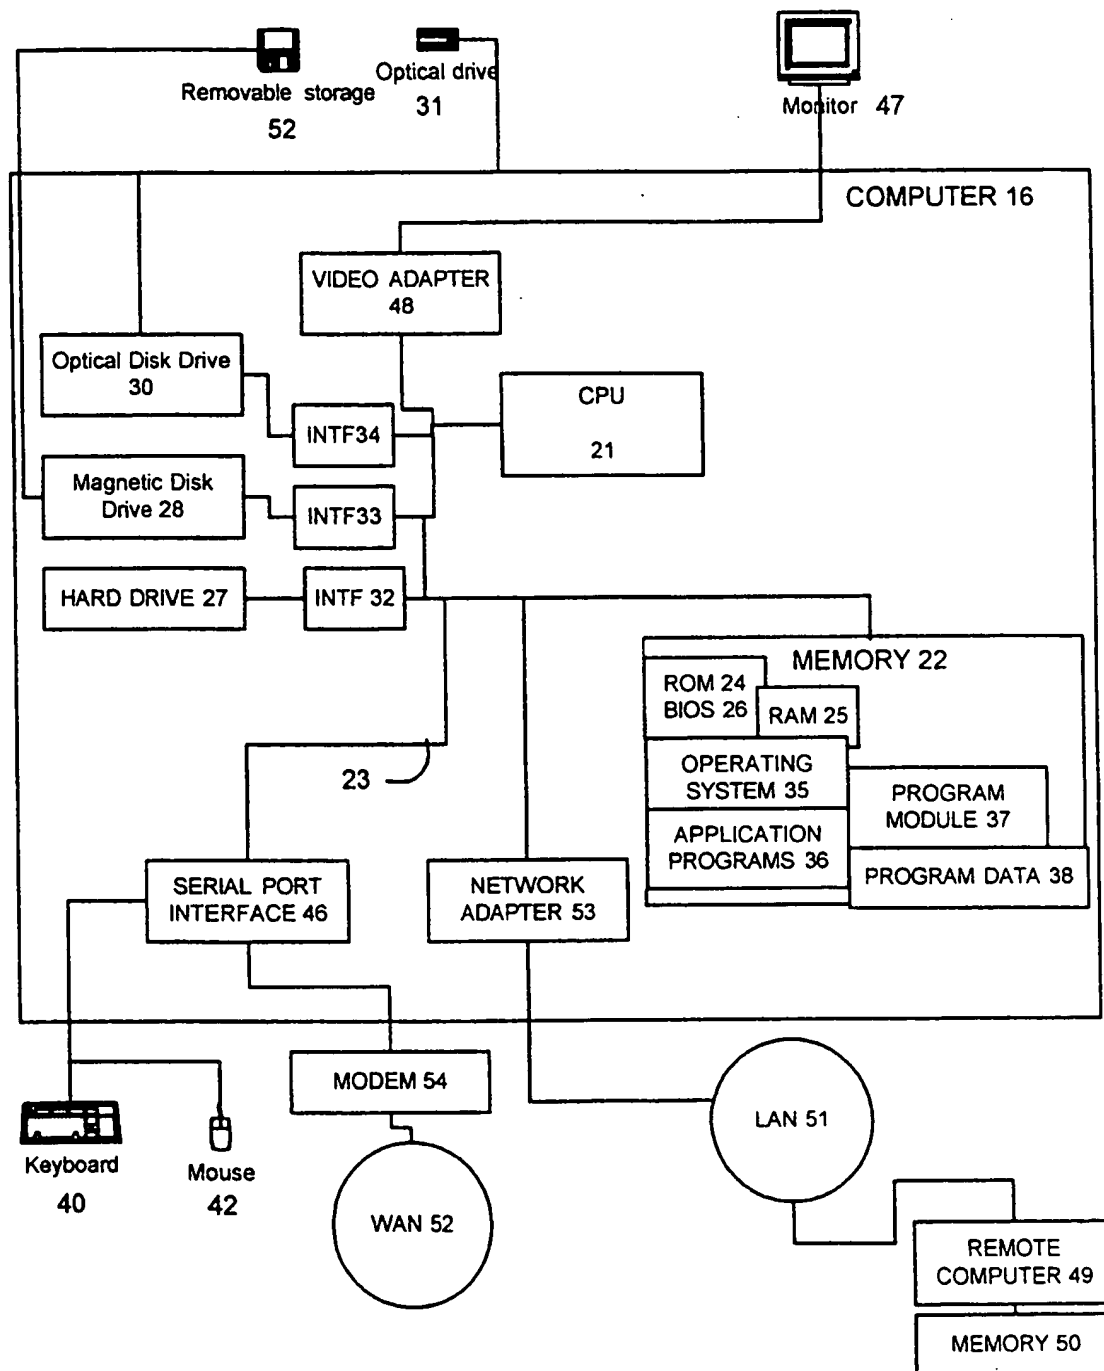 Removable storage
52
Optical drive
31
Monitor 47
COMPUTER 16
VIDEO ADAPTER
48
Optical Disk Drive
30
CPU
21
INTF34
Magnetic Disk
Drive 28
INTF33
HARD DRIVE 27
INTF 32
MEMORY 22
ROM 24
BIOS 26
RAM 25
OPERATING
SYSTEM 35
PROGRAM
MODULE 37
APPLICATION
PROGRAMS 36
PROGRAM DATA 38
23
SERIAL PORT
INTERFACE 46
NETWORK
ADAPTER 53
MODEM 54
LAN 51
Keyboard
40
Mouse
42
WAN 52
REMOTE
COMPUTER 49
MEMORY 50